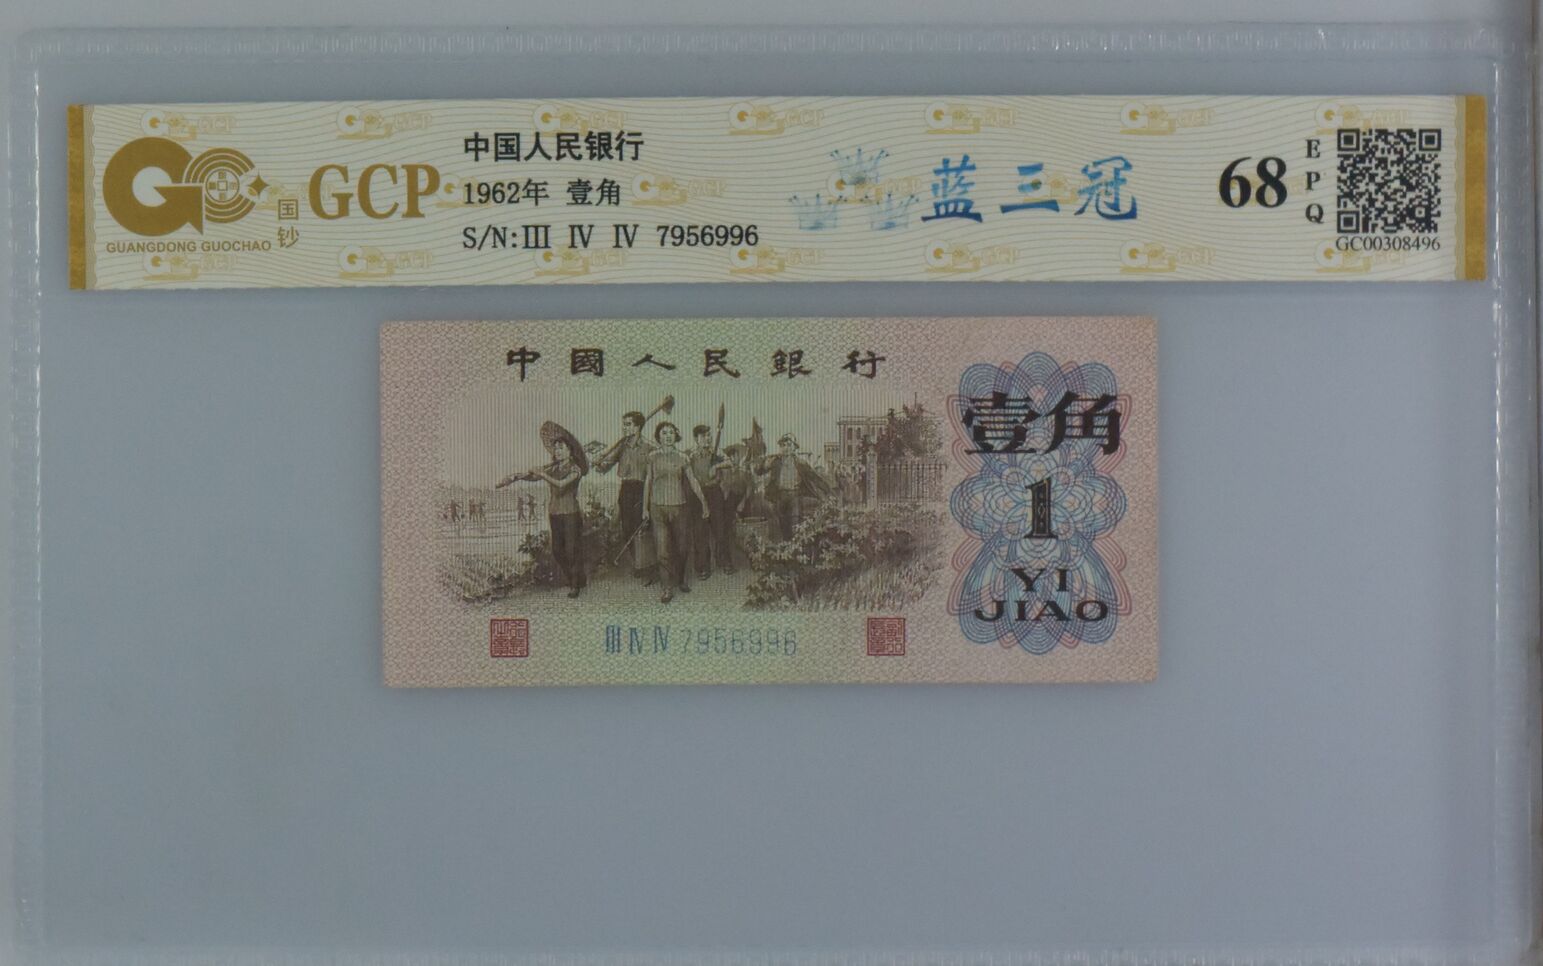 GUANGDONG GUOCHAO
国钞
GCP
中国人民银行
1962年 壹角
S/N:III IV IV 7956996
蓝三冠
68
EPQ
GC00308496
中國人民銀行
壹角
1
YI
JIAO
III IV IV 7956996